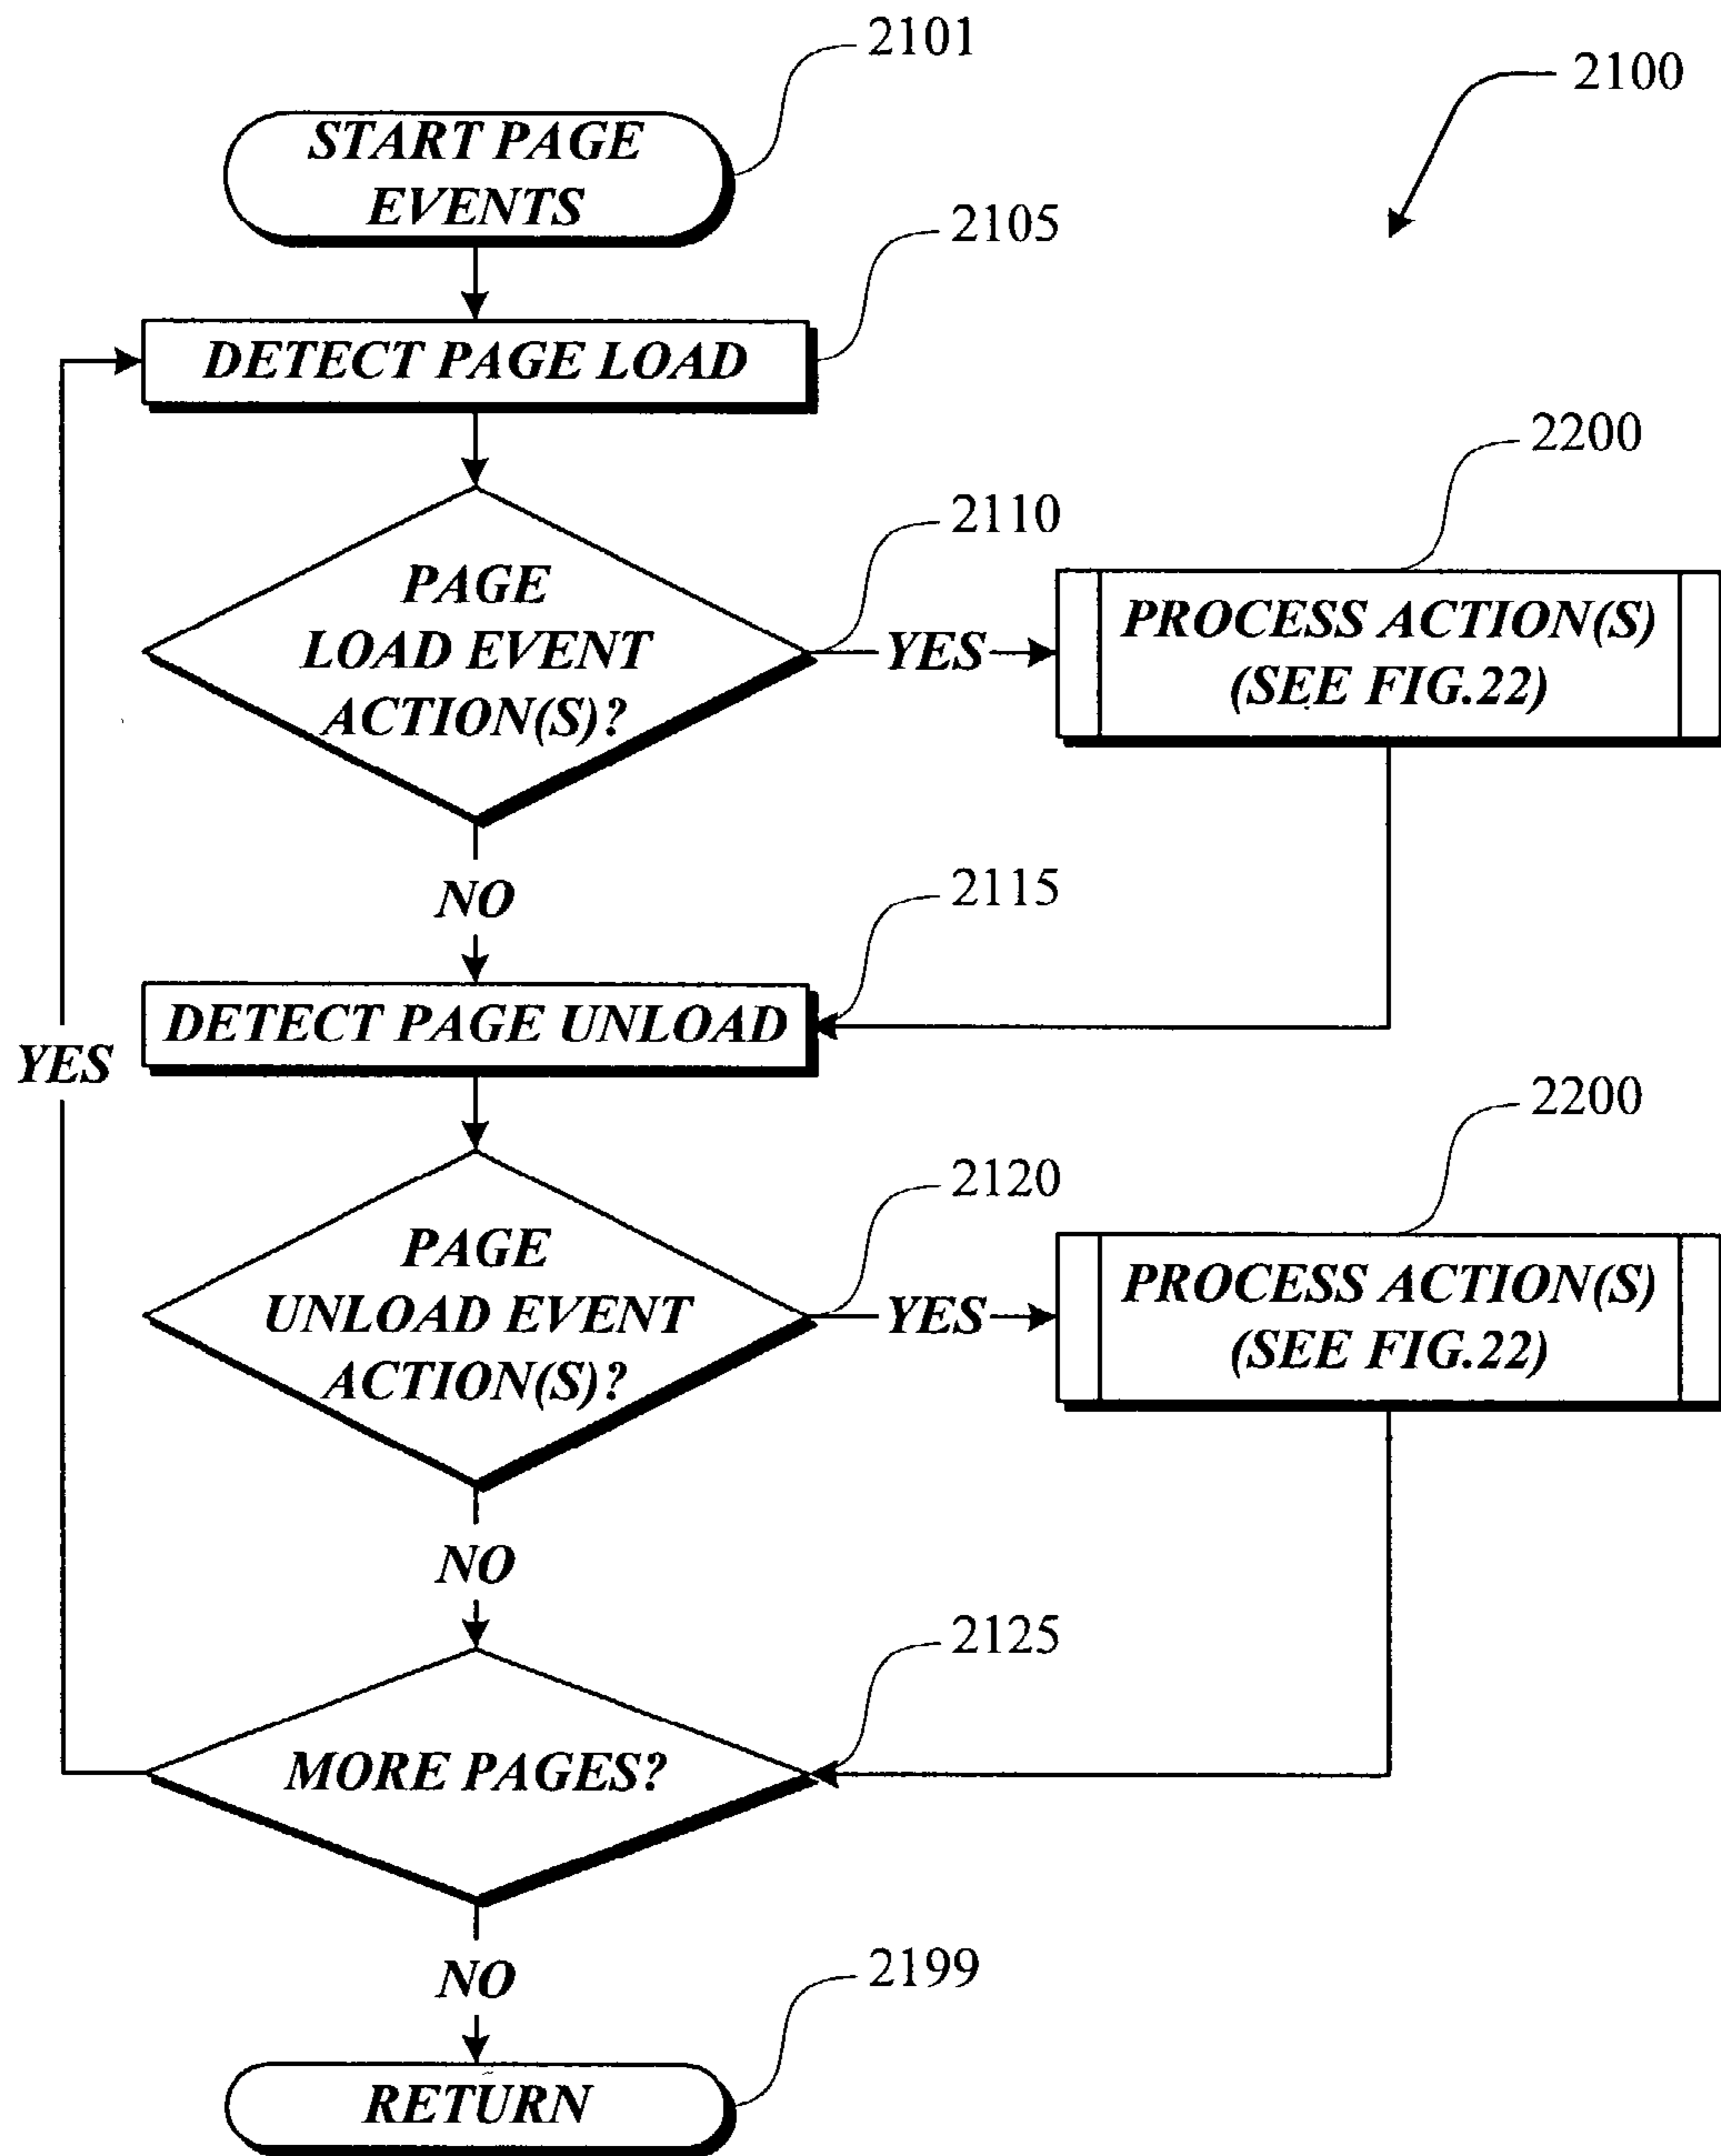 2101
2100
START PAGE
EVENTS
2105
DETECT PAGE LOAD
2200
2110
PAGE
LOAD EVENT
ACTION(S)?
YES
PROCESS ACTION(S)
(SEE FIG.22)
NO
2115
DETECT PAGE UNLOAD
YES
2200
2120
PAGE
UNLOAD EVENT
ACTION(S)?
YES
PROCESS ACTION(S)
(SEE FIG.22)
NO
2125
MORE PAGES?
NO
2199
RETURN